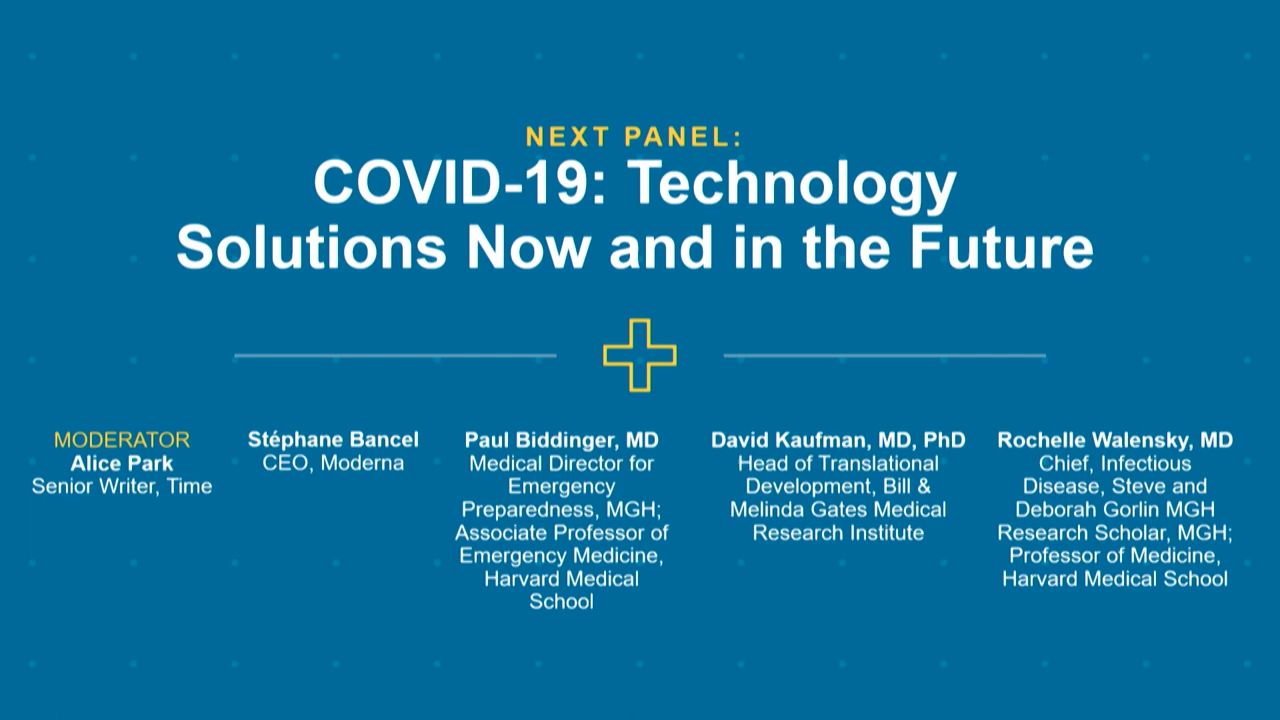 NEXT PANEL:
COVID-19: Technology
Solutions Now and in the Future
MODERATOR
Alice Park
Senior Writer, Time
Stéphane Bancel
CEO, Moderna
Paul Biddinger, MD
Medical Director for
Emergency
Preparedness, MGH;
Associate Professor of
Emergency Medicine,
Harvard Medical
School
David Kaufman, MD, PhD
Head of Translational
Development, Bill &
Melinda Gates Medical
Research Institute
Rochelle Walensky, MD
Chief, Infectious
Disease, Steve and
Deborah Gorlin MGH
Research Scholar, MGH;
Professor of Medicine,
Harvard Medical School